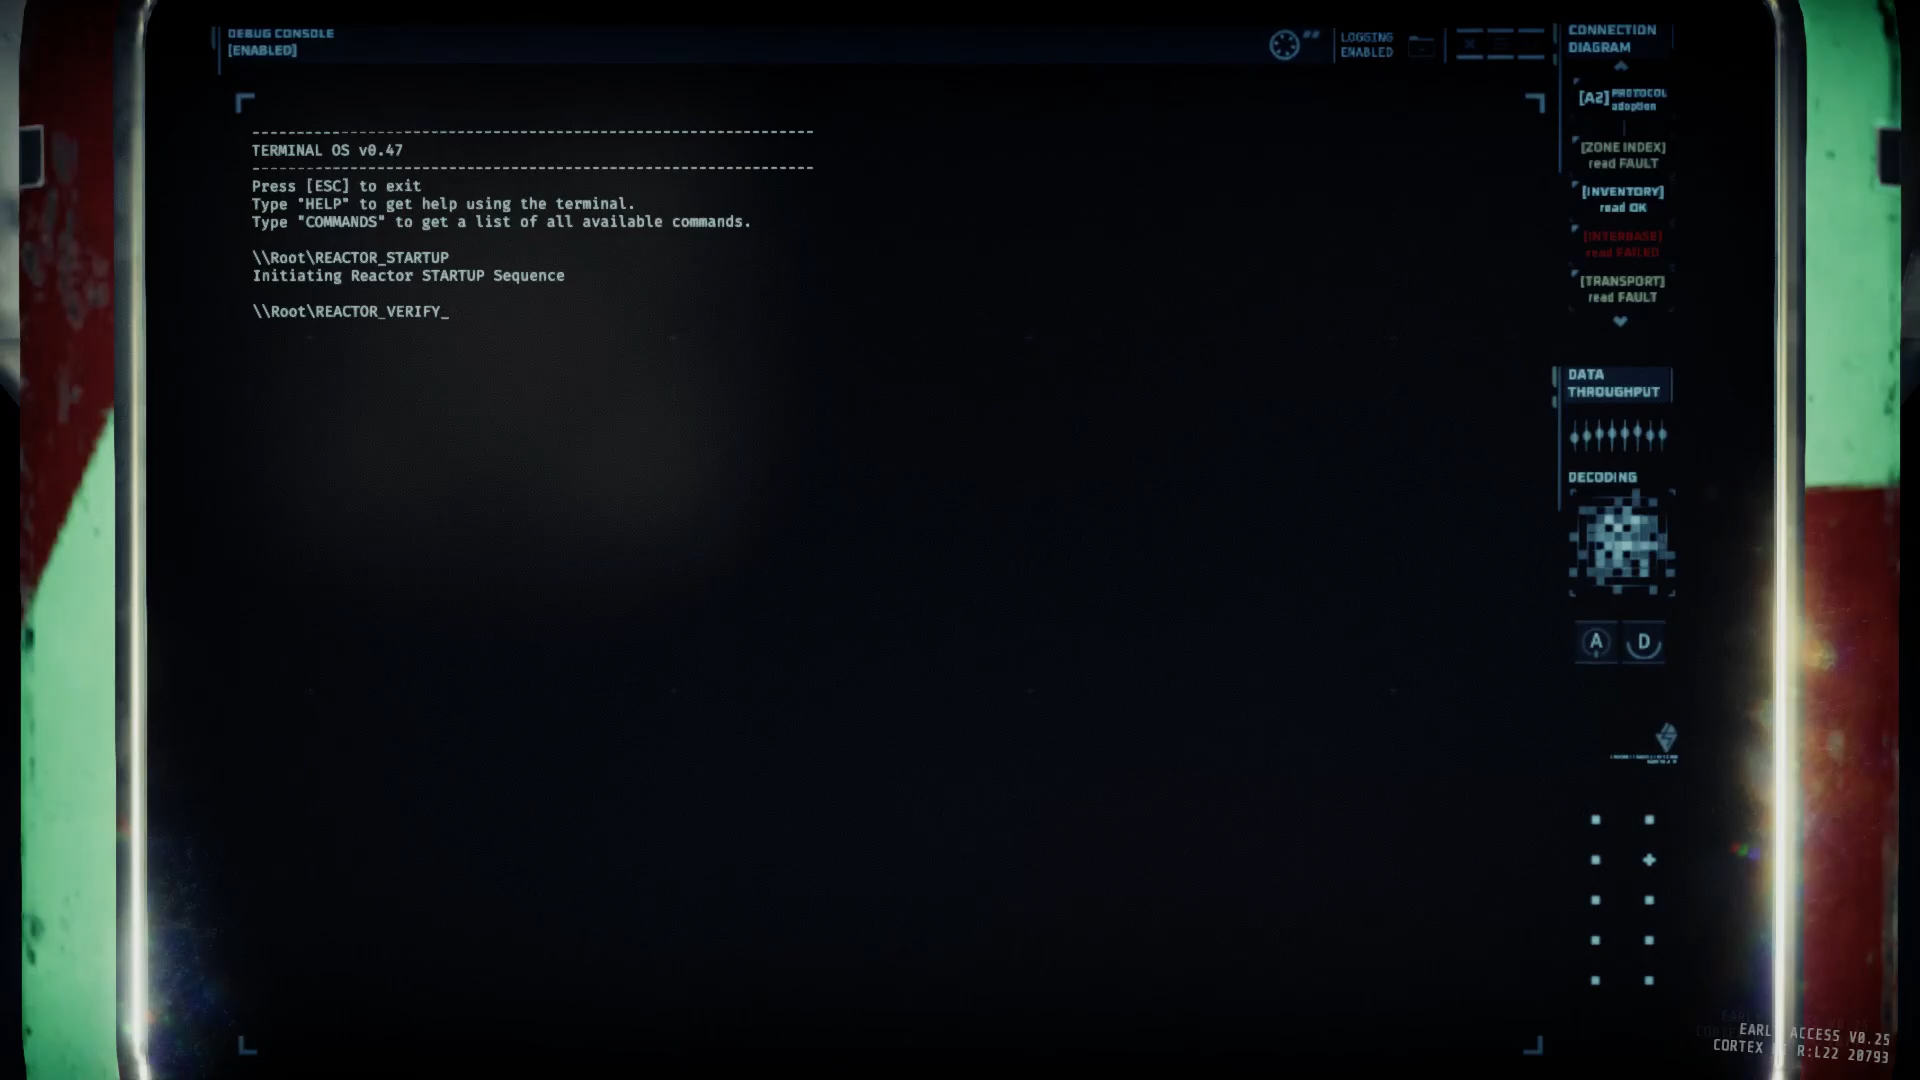 DEBUG CONSOLE
[ENABLED]
LOGGING
ENABLED
---------------------------------------------------------------
TERMINAL OS v0.47
---------------------------------------------------------------
Press [ESC] to exit
Type "HELP" to get help using the terminal.
Type "COMMANDS" to get a list of all available commands.
\\Root\REACTOR_STARTUP
Initiating Reactor STARTUP Sequence
\\Root\REACTOR_VERIFY_
CONNECTION
DIAGRAM
[A2] PROTOCOL
adoption
[ZONE INDEX]
read FAULT
[INVENTORY]
read OK
[INTERBASE]
read FAILED
[TRANSPORT]
read FAULT
DATA
THROUGHPUT
DECODING
A D
ACCESS V0.25
CORTEX R:L22 20793